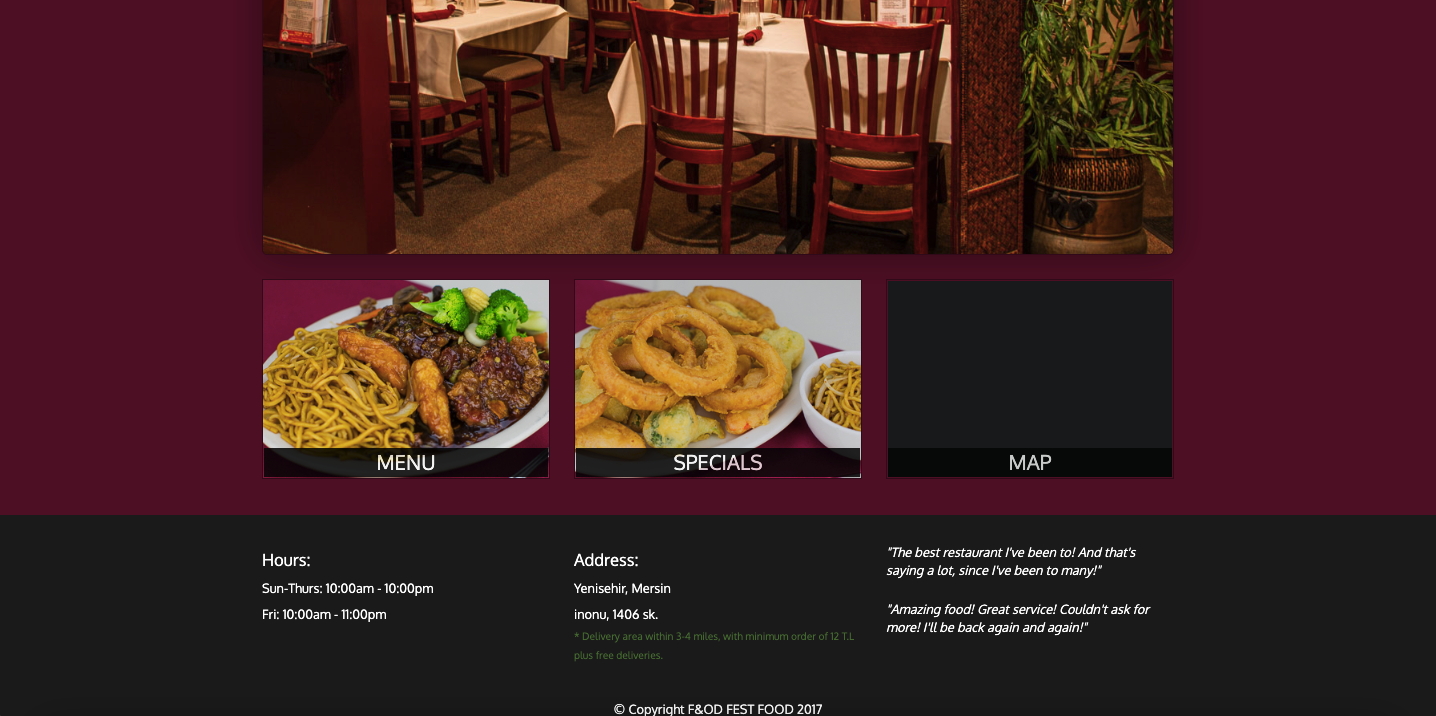 MENU
SPECIALS
MAP
Hours:
Sun-Thurs: 10:00am - 10:00pm
Fri: 10:00am - 11:00pm
Address:
Yenisehir, Mersin
inonu, 1406 sk.
* Delivery area within 3-4 miles, with minimum order of 12 T.L
plus free deliveries.
"The best restaurant I've been to! And that's
saying a lot, since I've been to many!"
"Amazing food! Great service! Couldn't ask for
more! I'll be back again and again!"
© Copyright F&OD FEST FOOD 2017